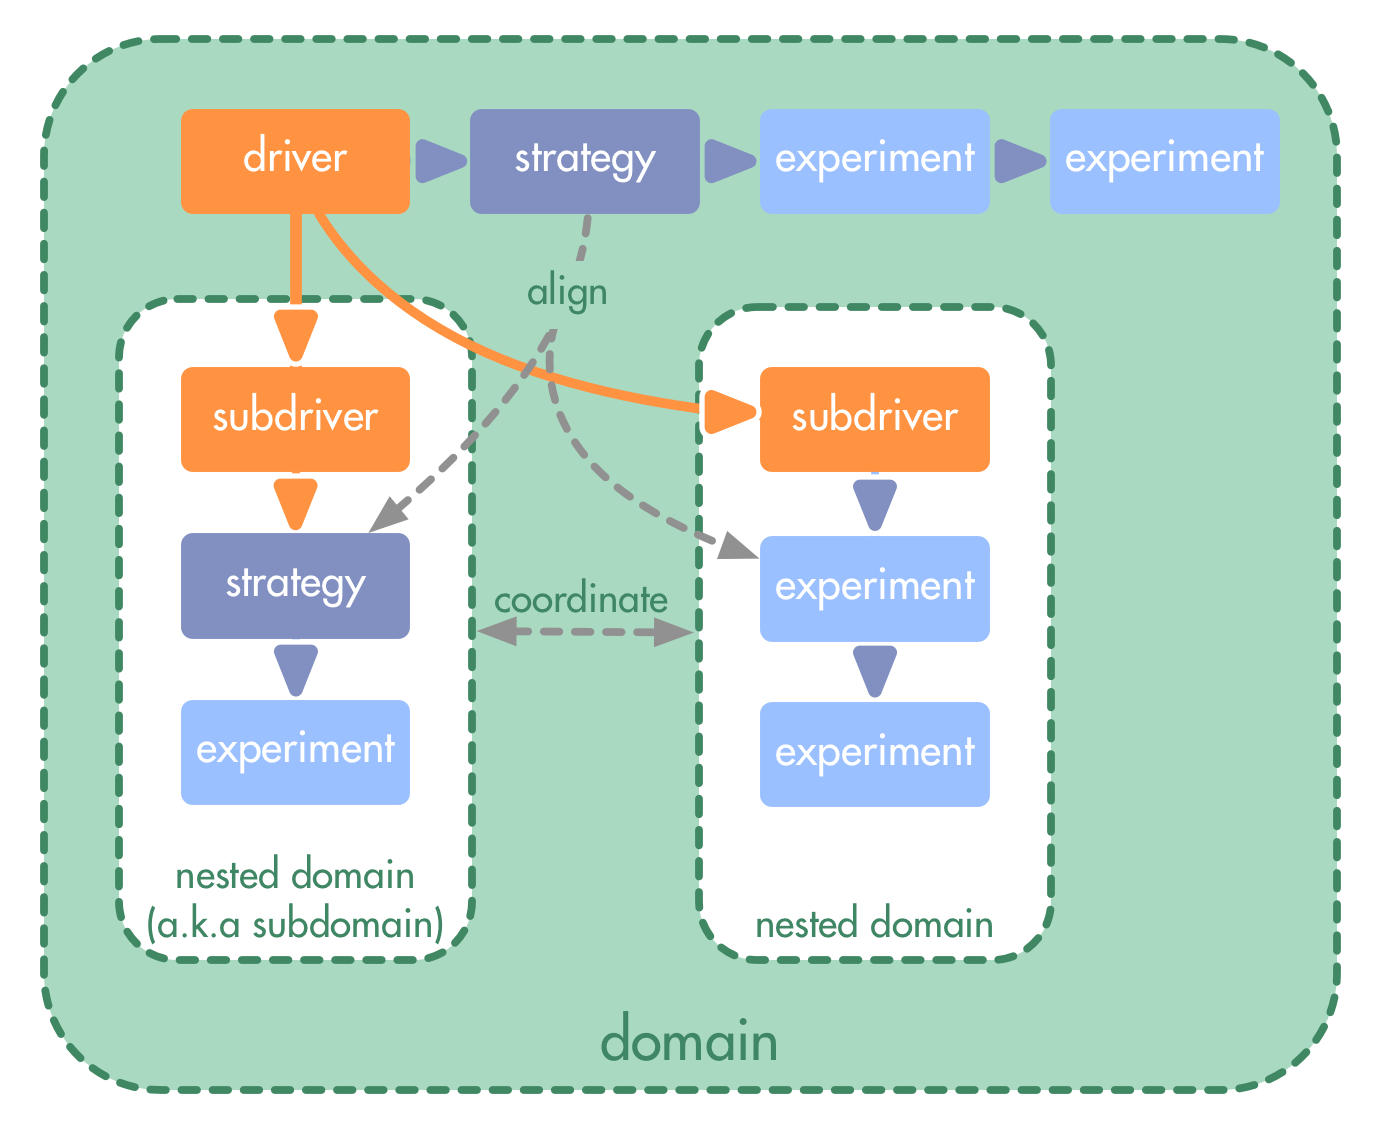 driver
strategy
experiment
experiment
align
subdriver
strategy
experiment
nested domain
(a.k.a subdomain)
coordinate
subdriver
experiment
experiment
nested domain
domain